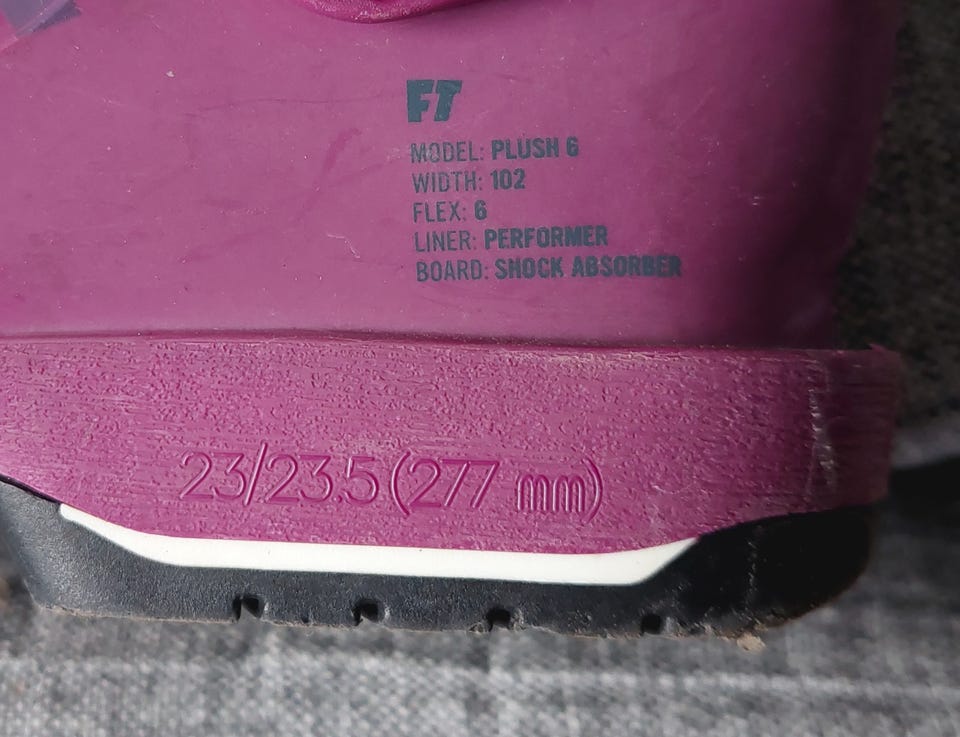 FT
MODEL: PLUSH 6
WIDTH: 102
FLEX: 6
LINER: PERFORMER
BOARD: SHOCK ABSORBER
23/23.5 (277 mm)